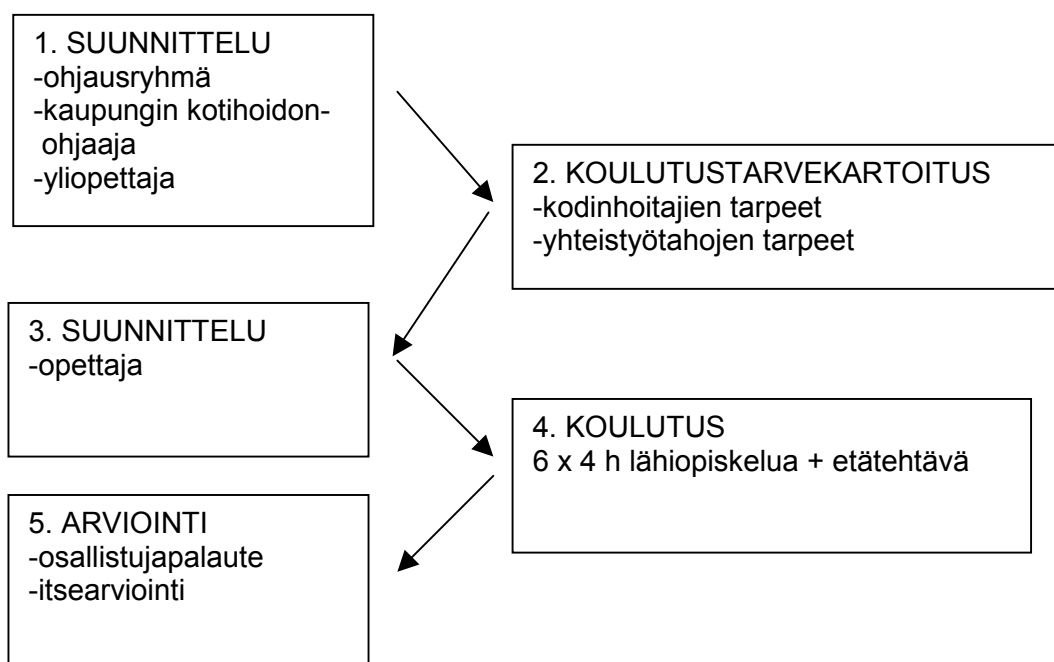 1. SUUNNITTELU
-ohjausryhmä
-kaupungin kotihoidon-
ohjaaja
-yliopettaja
2. KOULUTUSTARVEKARTOITUS
-kodinhoitajien tarpeet
-yhteistyötahojen tarpeet
3. SUUNNITTELU
-opettaja
4. KOULUTUS
6 x 4 h lähiopiskelua + etätehtävä
5. ARVIOINTI
-osallistujapalaute
-itsearviointi